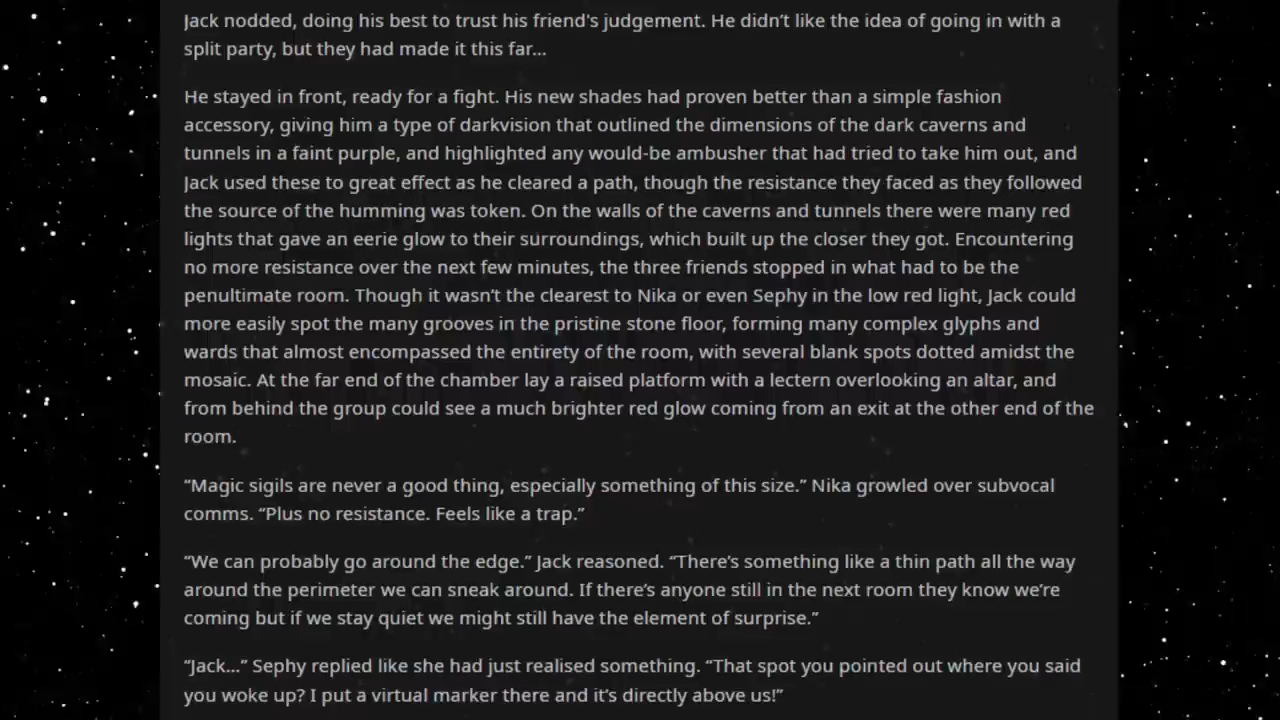 Jack nodded, doing his best to trust his friend's judgement. He didn’t like the idea of going in with a
split party, but they had made it this far…
He stayed in front, ready for a fight. His new shades had proven better than a simple fashion
accessory, giving him a type of darkvision that outlined the dimensions of the dark caverns and
tunnels in a faint purple, and highlighted any would-be ambusher that had tried to take him out, and
Jack used these to great effect as he cleared a path, though the resistance they faced as they followed
the source of the humming was token. On the walls of the caverns and tunnels there were many red
lights that gave an eerie glow to their surroundings, which built up the closer they got. Encountering
no more resistance over the next few minutes, the three friends stopped in what had to be the
penultimate room. Though it wasn’t the clearest to Nika or even Sephy in the low red light, Jack could
more easily spot the many grooves in the pristine stone floor, forming many complex glyphs and
wards that almost encompassed the entirety of the room, with several blank spots dotted amidst the
mosaic. At the far end of the chamber lay a raised platform with a lectern overlooking an altar, and
from behind the group could see a much brighter red glow coming from an exit at the other end of the
room.
“Magic sigils are never a good thing, especially something of this size.” Nika growled over subvocal
comms. “Plus no resistance. Feels like a trap.”
“We can probably go around the edge.” Jack reasoned. “There’s something like a thin path all the way
around the perimeter we can sneak around. If there’s anyone still in the next room they know we’re
coming but if we stay quiet we might still have the element of surprise.”
“Jack…” Sephy replied like she had just realised something. “That spot you pointed out where you said
you woke up? I put a virtual marker there and it’s directly above us!”